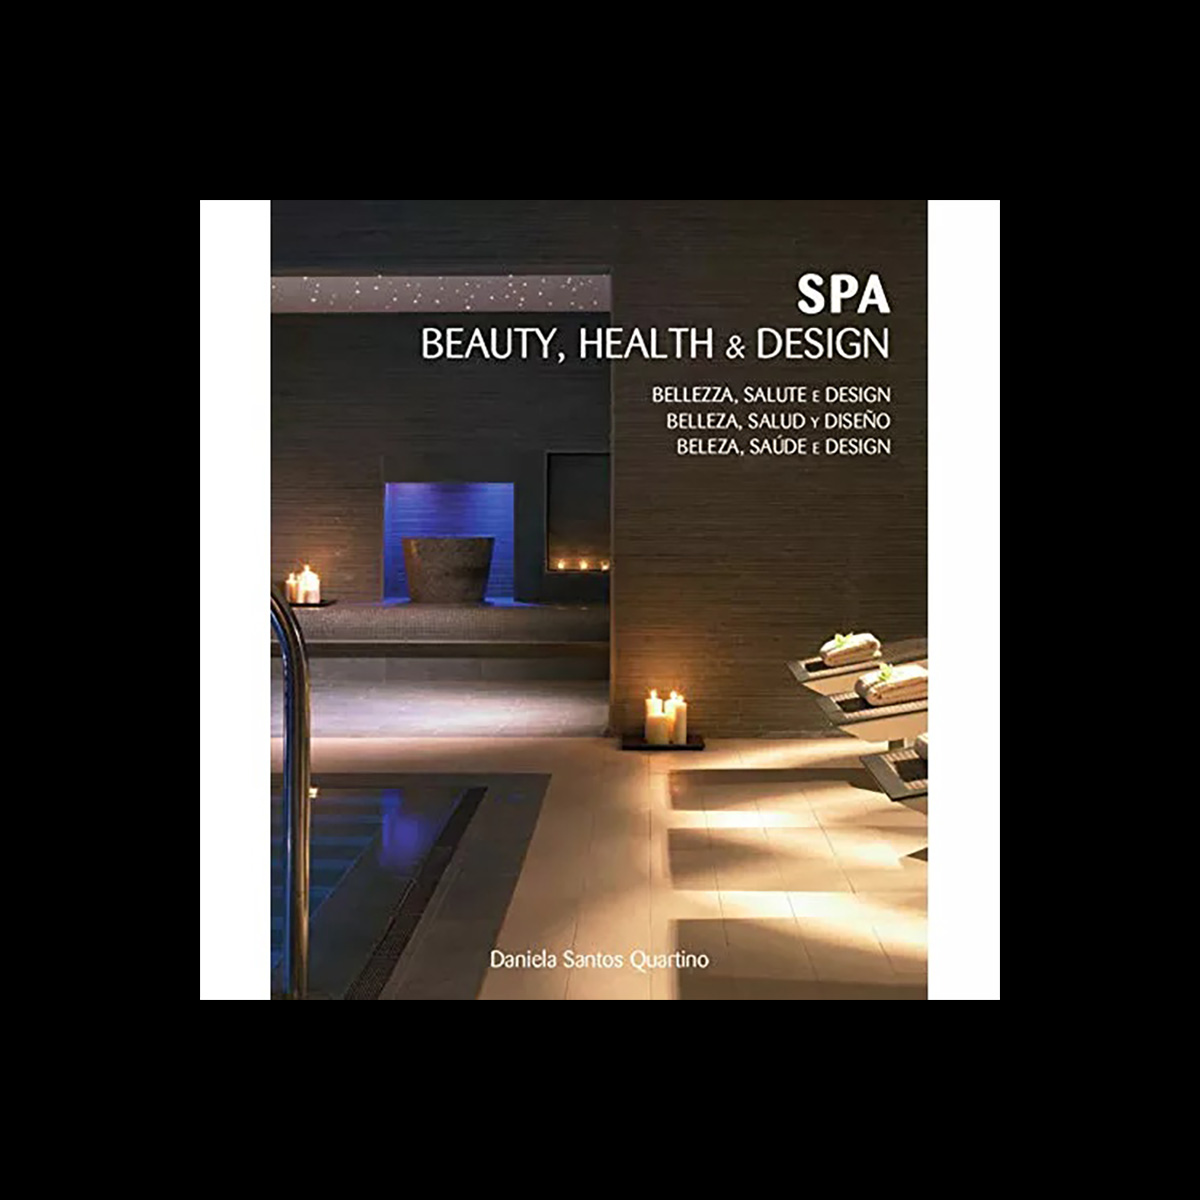 SPA
BEAUTY, HEALTH & DESIGN
BELLEZZA, SALUTE E DESIGN
BELLEZA, SALUD Y DISEÑO
BELEZA, SAÚDE E DESIGN
Daniela Santos Quartino